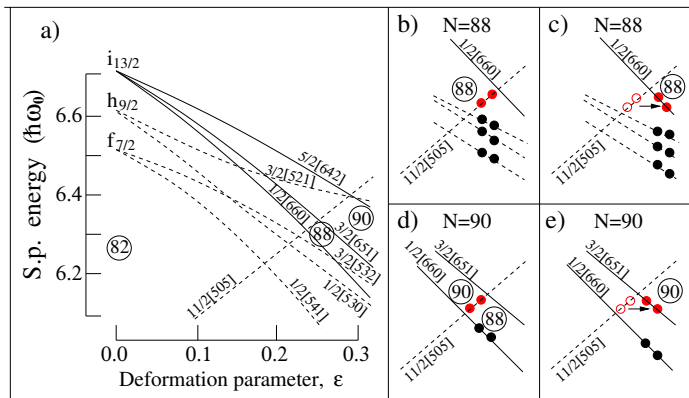 a)
i13/2
h9/2
f7/2
6.6
6.4
6.2
S.p. energy (ħω0)
82
5/2[642]
3/2[521]
1/2[660]
88
90
3/2[651]
3/2[532]
11/2[505]
1/2[541]
1/2[530]
0.0 0.1 0.2 0.3
Deformation parameter, ε
b) N=88
1/2[660]
88
11/2[505]
c) N=88
1/2[660]
88
11/2[505]
d) N=90
3/2[651]
1/2[660]
90
88
11/2[505]
e) N=90
3/2[651]
1/2[660]
90
11/2[505]